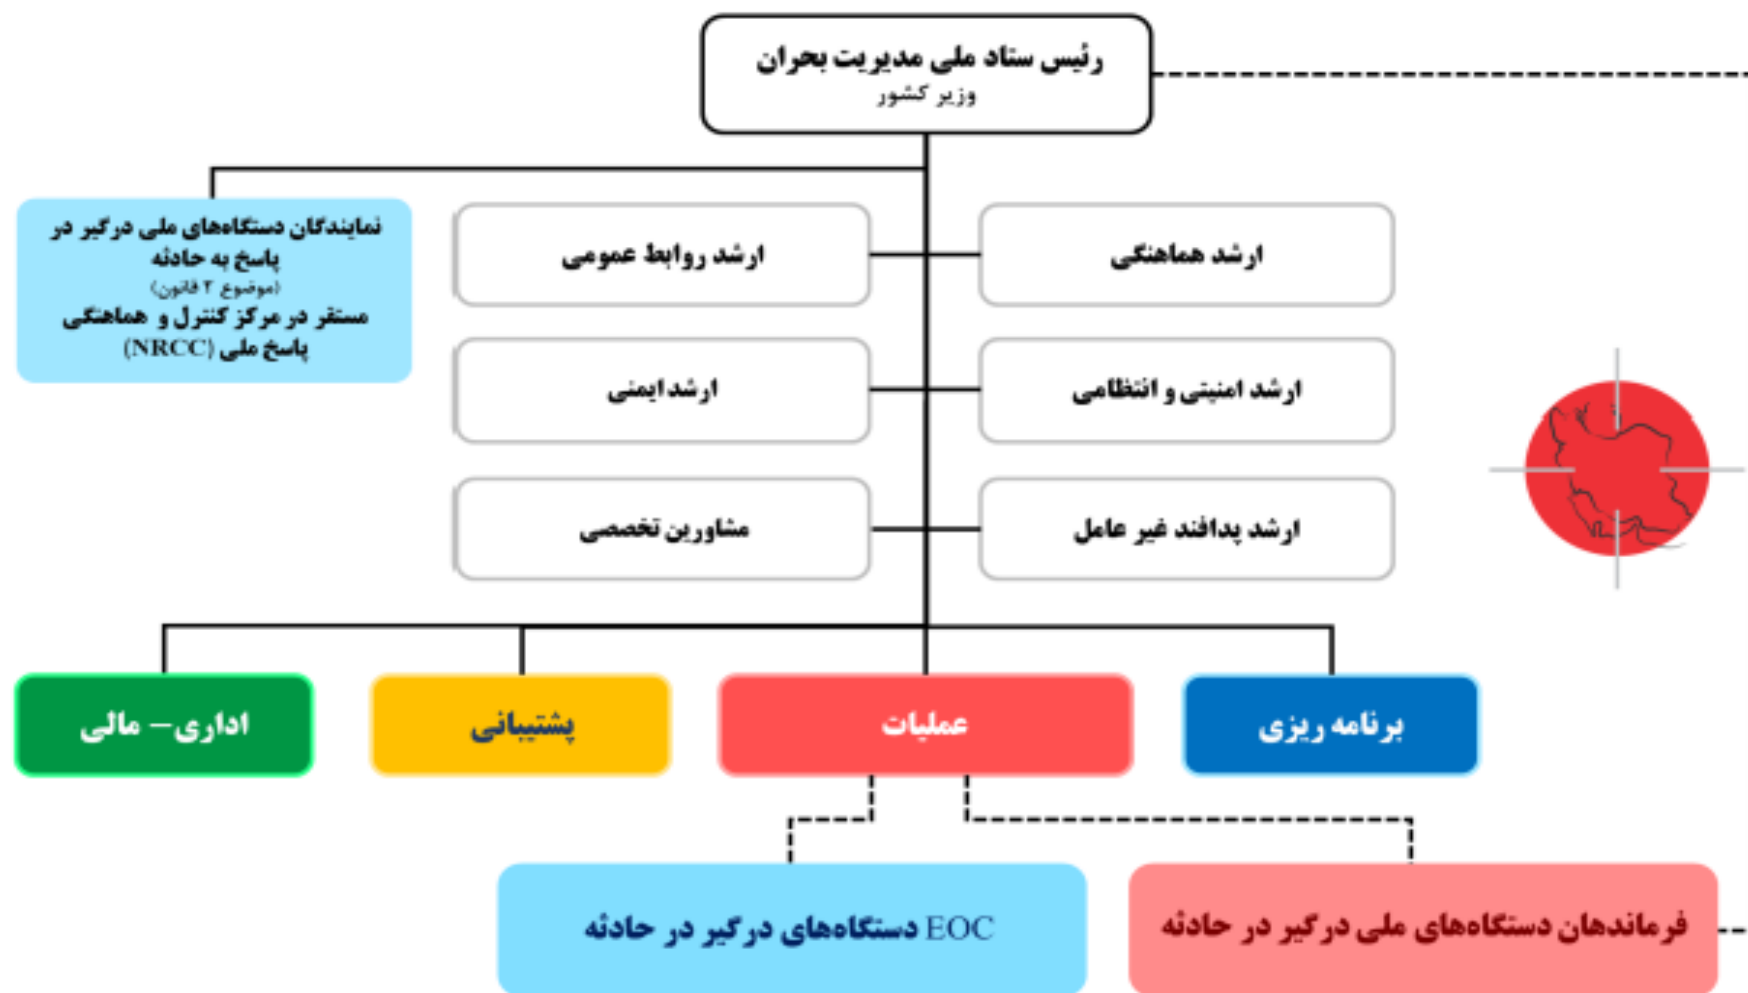 رئیس ستاد ملی مدیریت بحران
وزیر کشور
نمایندگان دستگاه‌های ملی درگیر در
پاسخ به حادثه
(موضوع ۲ قانون)
مستقر در مرکز کنترل و هماهنگی
پاسخ ملی (NRCC)
ارشد هماهنگی
ارشد روابط عمومی
ارشد امنیتی و انتظامی
ارشد ایمنی
ارشد پدافند غیر عامل
مشاورین تخصصی
برنامه ریزی
عملیات
پشتیبانی
اداری- مالی
فرماندهان دستگاه‌های ملی درگیر در حادثه
EOC دستگاه‌های درگیر در حادثه